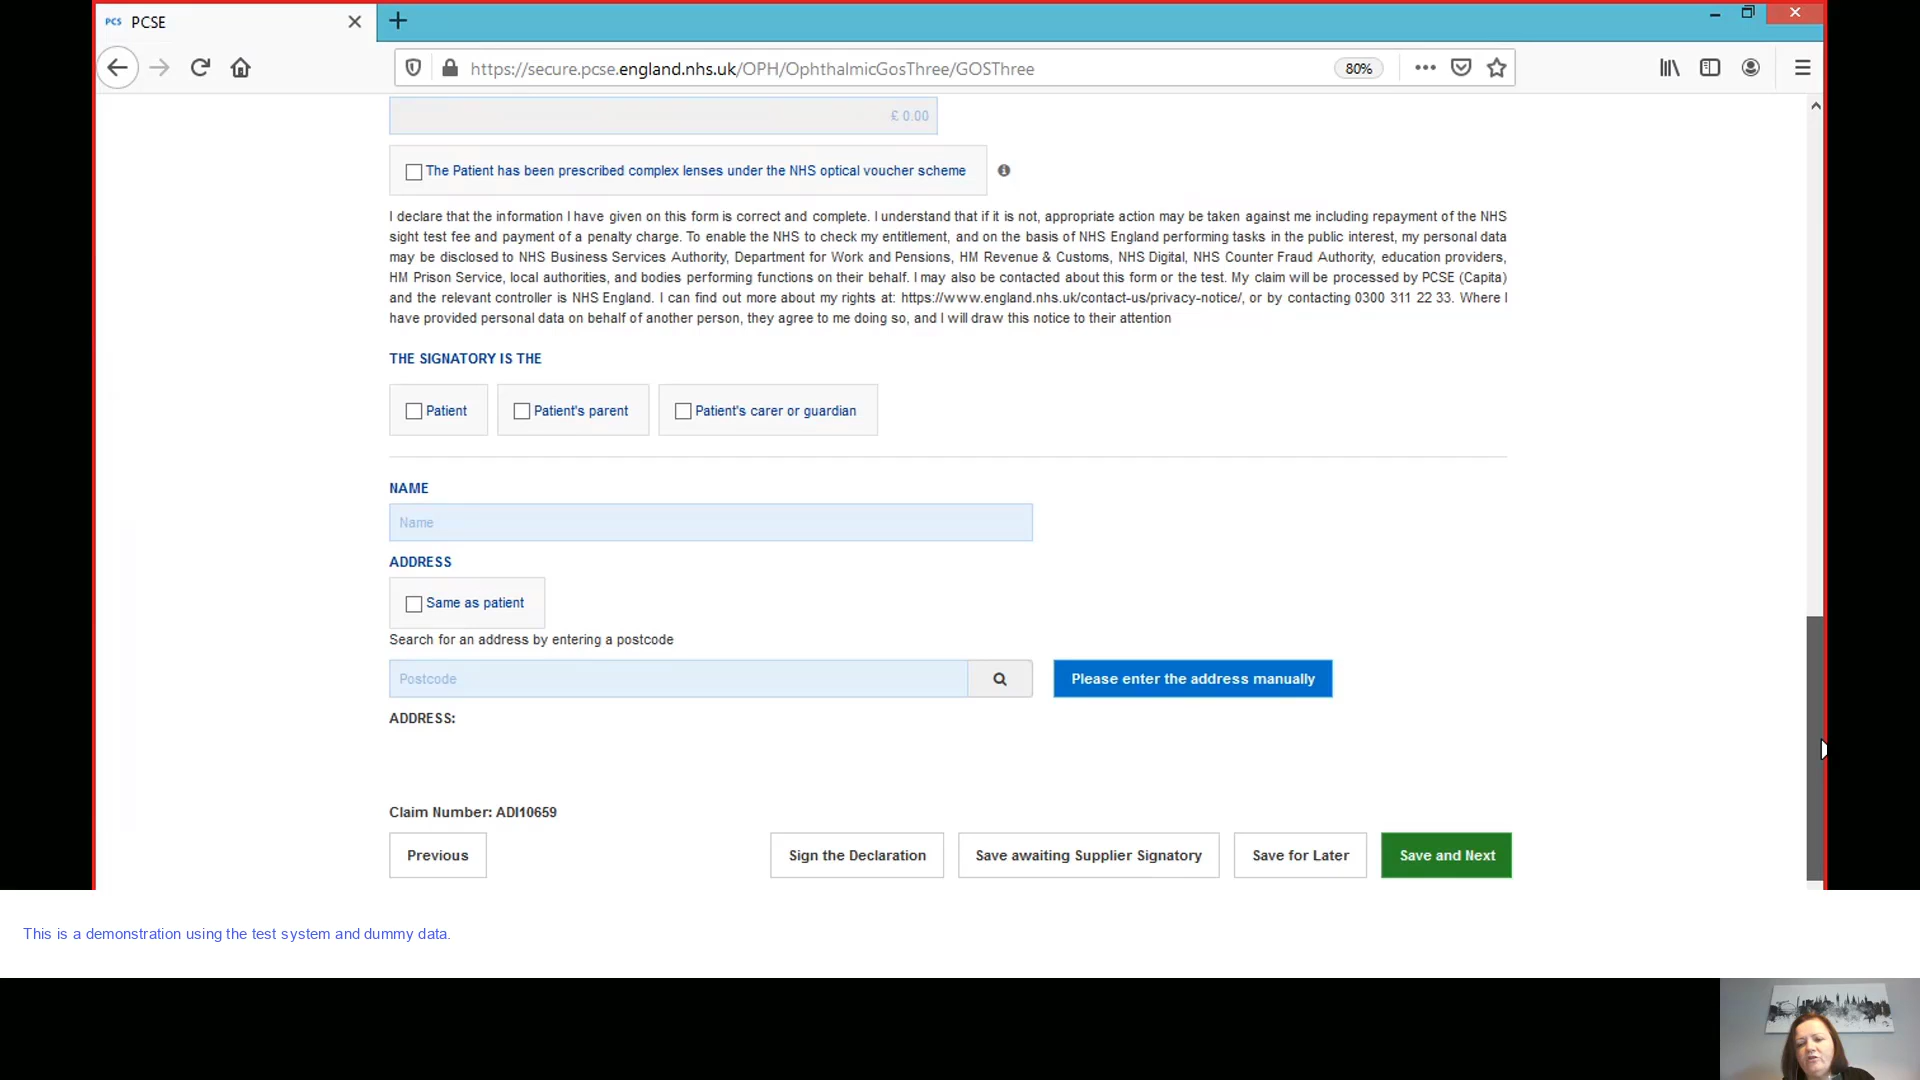 PCS PCSE
https://secure.pcse.england.nhs.uk/OPH/OphthalmicGosThree/GOSThree 80%
£ 0.00
The Patient has been prescribed complex lenses under the NHS optical voucher scheme
I declare that the information I have given on this form is correct and complete. I understand that if it is not, appropriate action may be taken against me including repayment of the NHS
sight test fee and payment of a penalty charge. To enable the NHS to check my entitlement, and on the basis of NHS England performing tasks in the public interest, my personal data
may be disclosed to NHS Business Services Authority, Department for Work and Pensions, HM Revenue & Customs, NHS Digital, NHS Counter Fraud Authority, education providers,
HM Prison Service, local authorities, and bodies performing functions on their behalf. I may also be contacted about this form or the test. My claim will be processed by PCSE (Capita)
and the relevant controller is NHS England. I can find out more about my rights at: https://www.england.nhs.uk/contact-us/privacy-notice/, or by contacting 0300 311 22 33. Where I
have provided personal data on behalf of another person, they agree to me doing so, and I will draw this notice to their attention
THE SIGNATORY IS THE
Patient Patient's parent Patient's carer or guardian
NAME
Name
ADDRESS
Same as patient
Search for an address by entering a postcode
Postcode Please enter the address manually
ADDRESS:
Claim Number: ADI10659
Previous Sign the Declaration Save awaiting Supplier Signatory Save for Later Save and Next
This is a demonstration using the test system and dummy data.